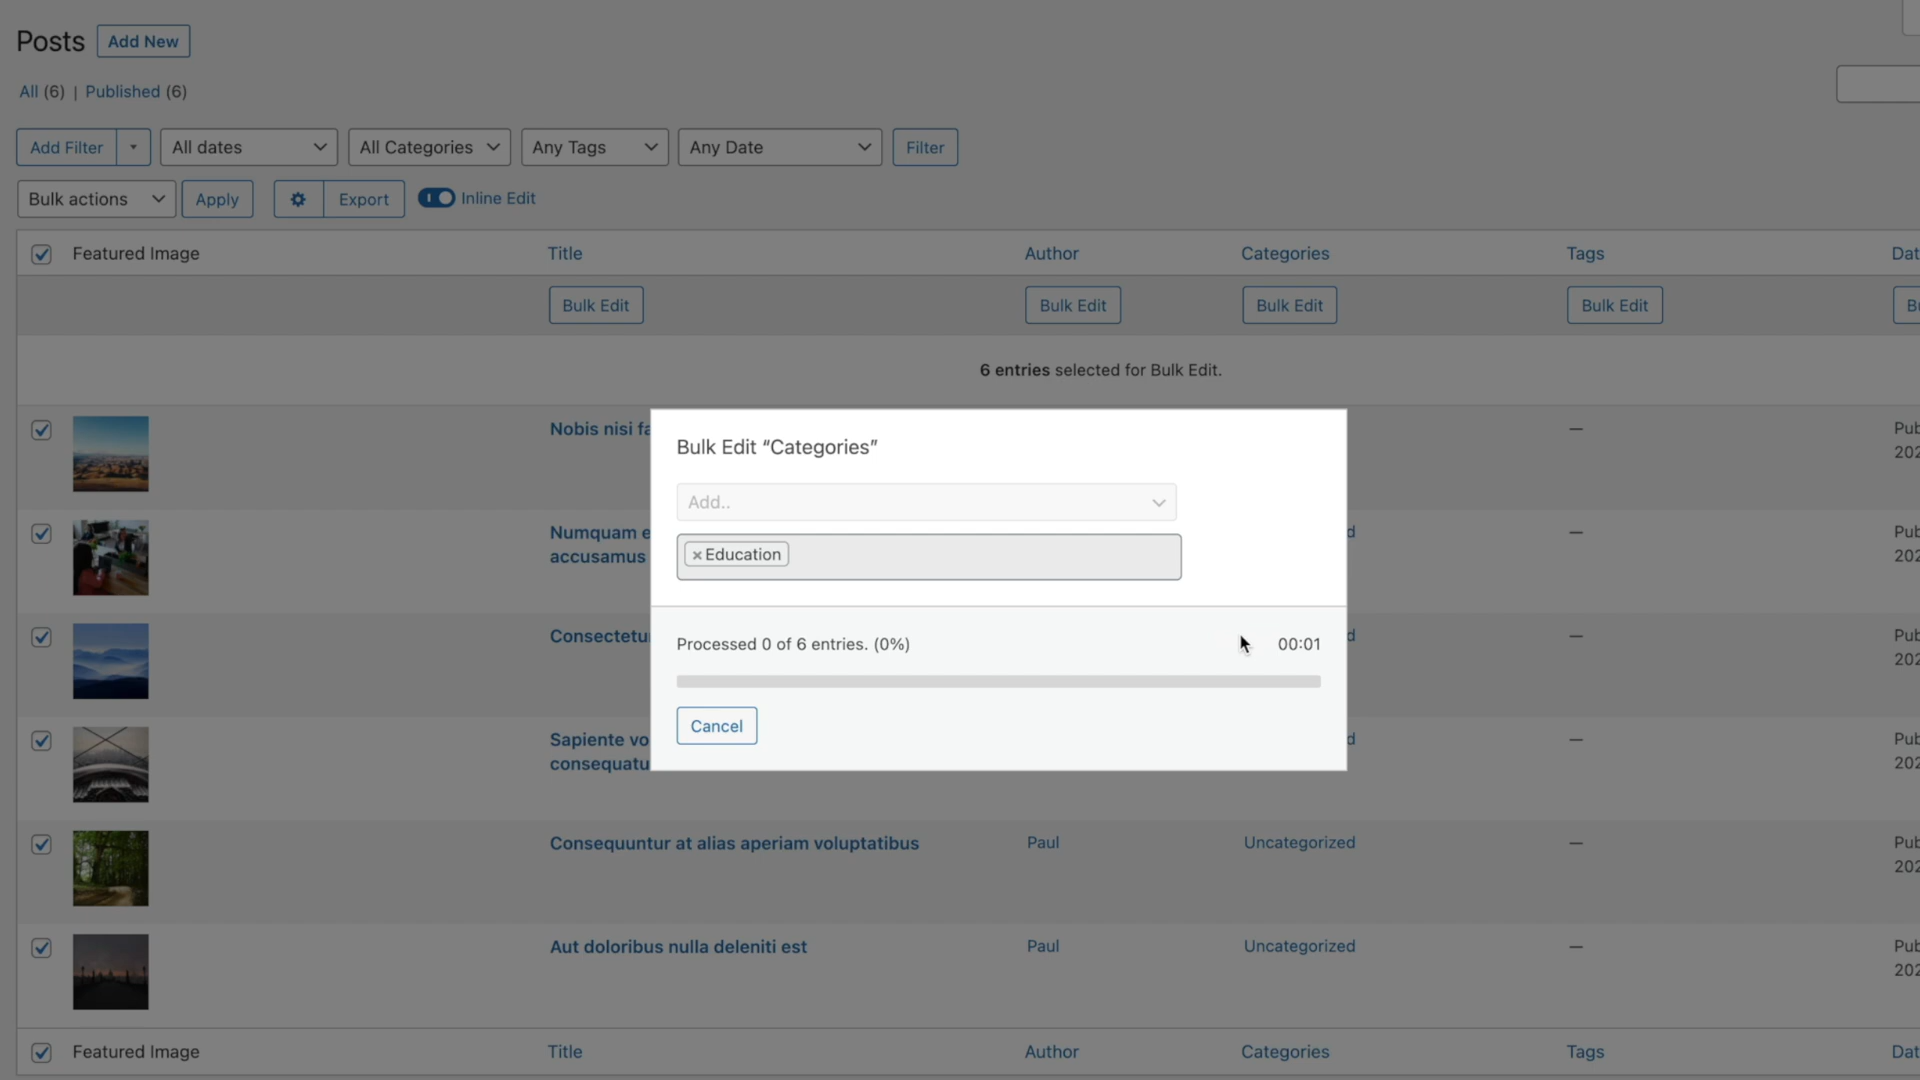 Posts Add New
All (6) | Published (6)
Add Filter All dates All Categories Any Tags Any Date Filter
Bulk actions Apply Export Inline Edit
Featured Image Title Author Categories Tags
Bulk Edit Bulk Edit Bulk Edit Bulk Edit
6 entries selected for Bulk Edit.
Nobis nisi
Numquam
accusamus
Sapiente
Bulk Edit “Categories”
Add..
× Education
Processed 0 of 6 entries. (0%) 00:01
Cancel
Consequuntur at alias aperiam voluptatibus Paul Uncategorized —
Aut doloribus nulla deleniti est Paul Uncategorized —
Featured Image Title Author Categories Tags